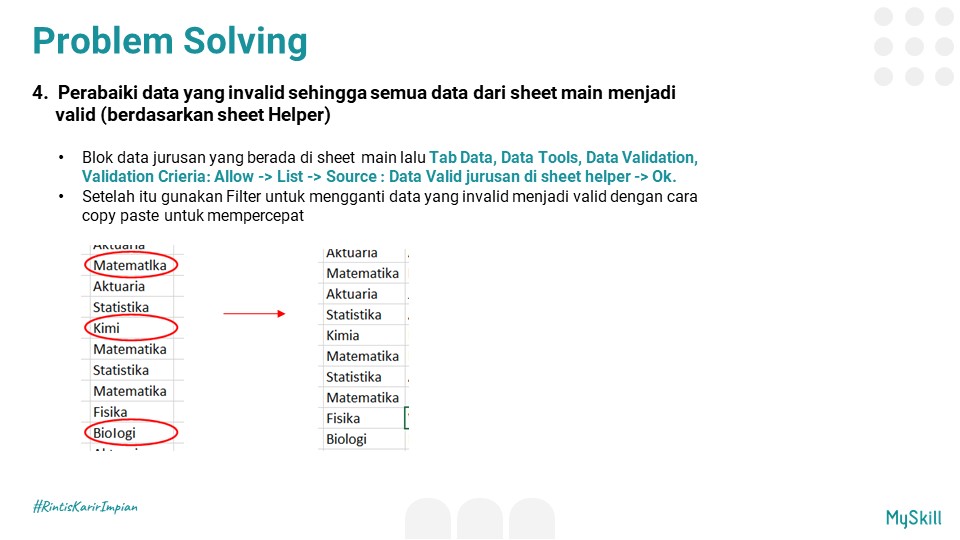 Problem Solving
4. Perabaiki data yang invalid sehingga semua data dari sheet main menjadi
valid (berdasarkan sheet Helper)
• Blok data jurusan yang berada di sheet main lalu Tab Data, Data Tools, Data Validation,
Validation Crieria: Allow -> List -> Source : Data Valid jurusan di sheet helper -> Ok.
• Setelah itu gunakan Filter untuk mengganti data yang invalid menjadi valid dengan cara
copy paste untuk mempercepat
Aktuaria
Matematlka
Aktuaria
Statistika
Kimi
Matematika
Statistika
Matematika
Fisika
Biologi
Aktuaria
Matematika
Aktuaria
Statistika
Kimia
Matematika
Statistika
Matematika
Fisika
Biologi
#RintisKarirImpian
MySkill